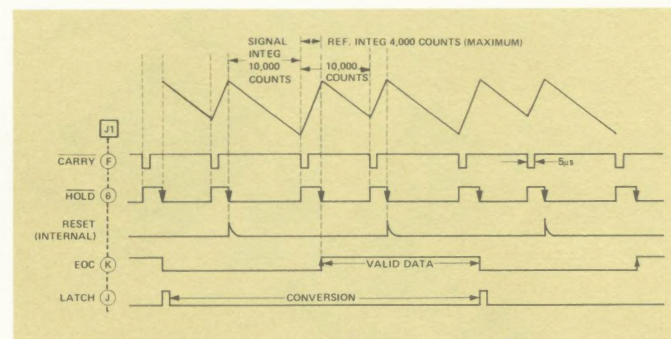 SIGNAL
INTEG
10,000
COUNTS
REF. INTEG 4,000 COUNTS (MAXIMUM)
10,000
COUNTS
J1
CARRY F
5μs
HOLD 6
RESET
(INTERNAL)
EOC K
VALID DATA
LATCH J
CONVERSION